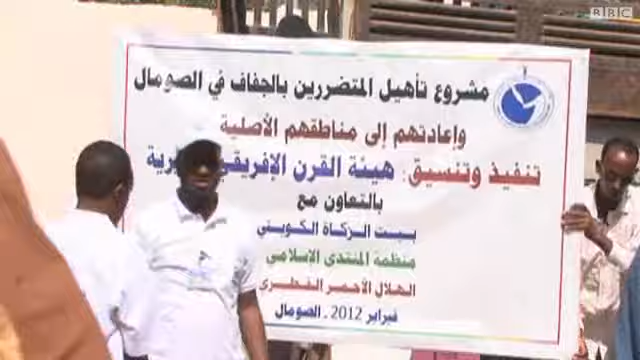 BBC
مشروع تأهيل المتضررين بالجفاف في الصومال
وإعادتهم إلى مناطقهم الأصلية
تنفيذ وتنسيق: هيئة القرن الإفريقي
بالتعاون مع
بيت الزكاة الكويتي
منظمة المنتدى الإسلامي
الهلال الأحمر القطري
فبراير 2012 . الصومال